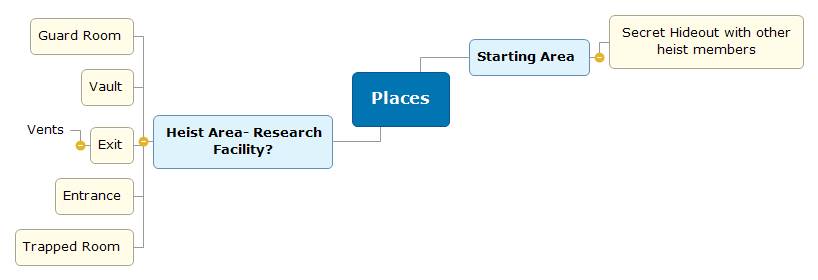 Places
Starting Area
Secret Hideout with other
heist members
Heist Area- Research
Facility?
Guard Room
Vault
Exit
Vents
Entrance
Trapped Room